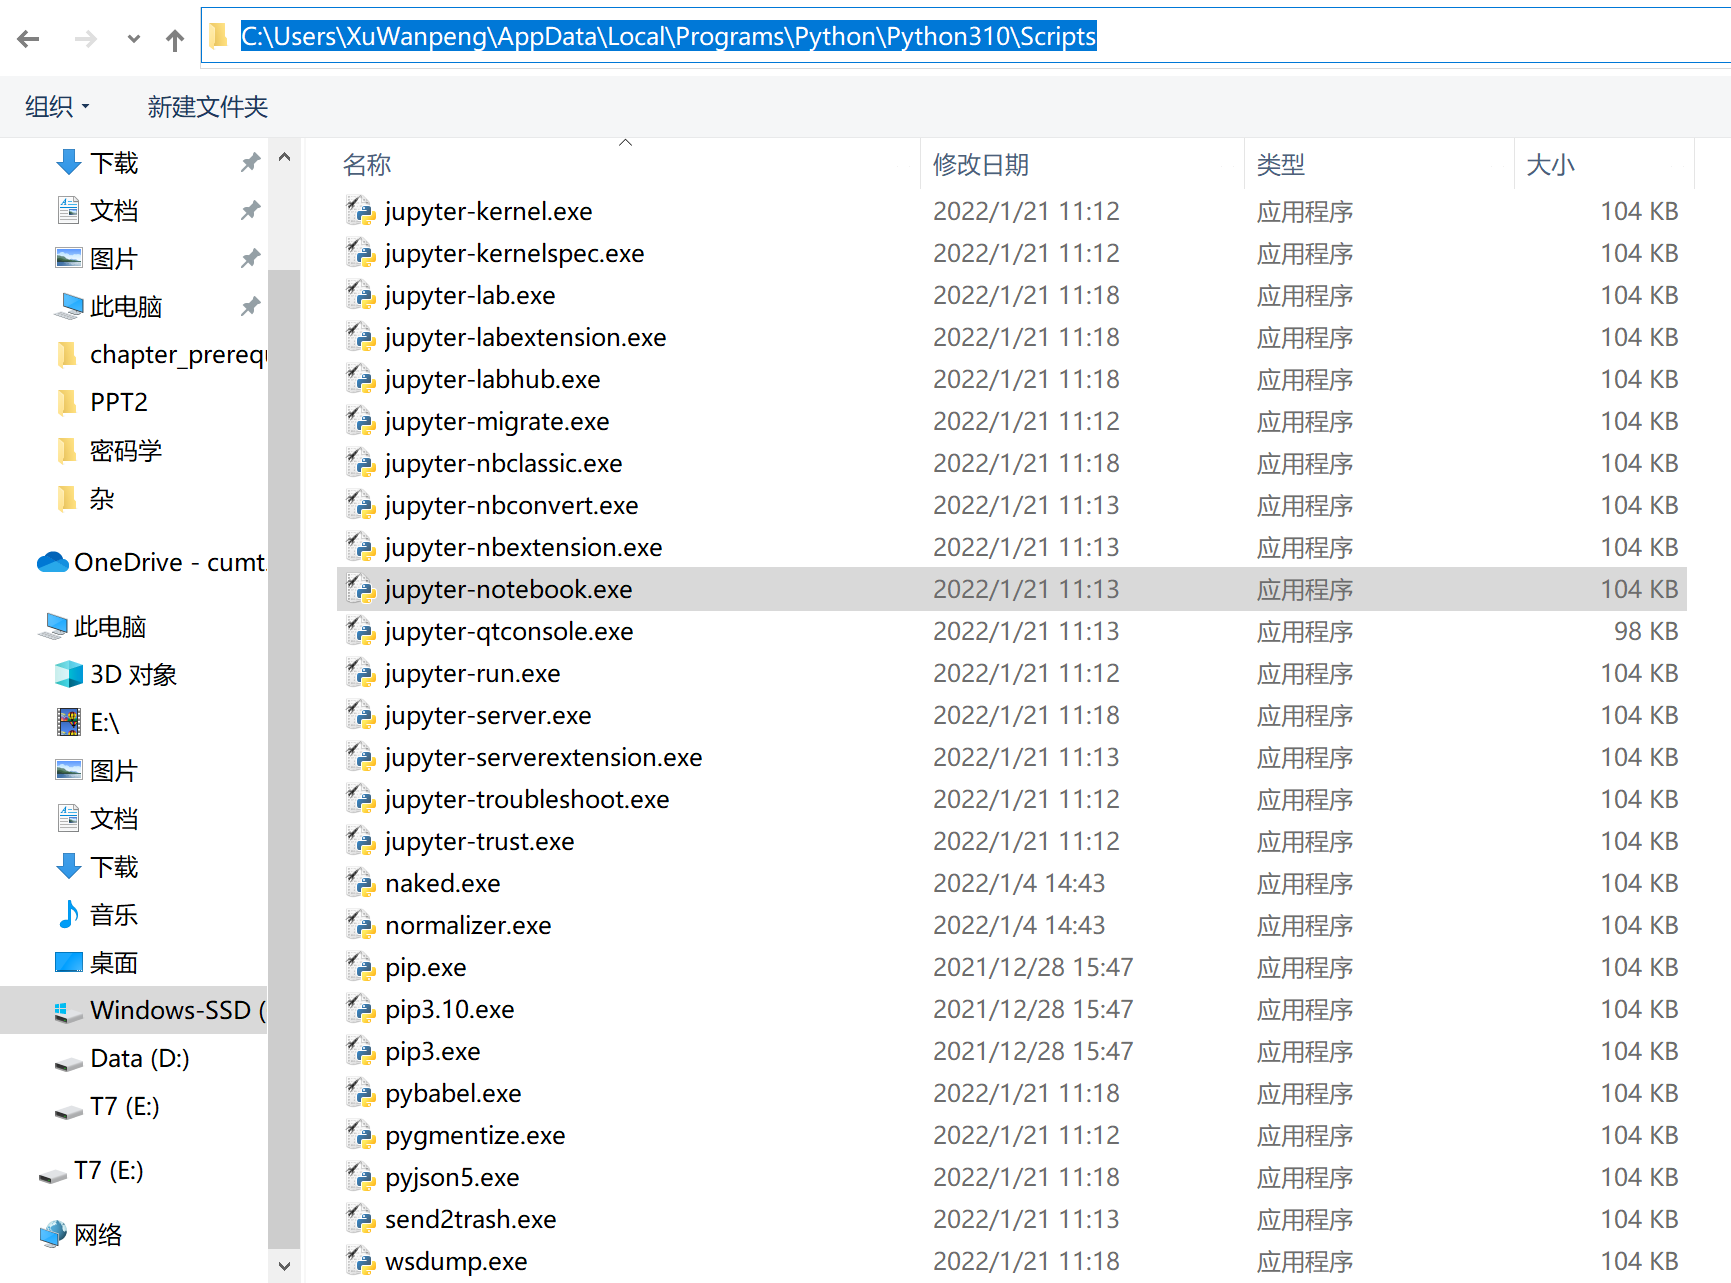 C:\Users\XuWanpeng\AppData\Local\Programs\Python\Python310\Scripts
组织
新建文件夹
下载
文档
图片
此电脑
chapter_prerequ
PPT2
密码学
杂
OneDrive - cumt.
此电脑
3D 对象
E:\
图片
文档
下载
音乐
桌面
Windows-SSD (
Data (D:)
T7 (E:)
T7 (E:)
网络
名称 修改日期 类型 大小
jupyter-kernel.exe 2022/1/21 11:12 应用程序 104 KB
jupyter-kernelspec.exe 2022/1/21 11:12 应用程序 104 KB
jupyter-lab.exe 2022/1/21 11:18 应用程序 104 KB
jupyter-labextension.exe 2022/1/21 11:18 应用程序 104 KB
jupyter-labhub.exe 2022/1/21 11:18 应用程序 104 KB
jupyter-migrate.exe 2022/1/21 11:12 应用程序 104 KB
jupyter-nbclassic.exe 2022/1/21 11:18 应用程序 104 KB
jupyter-nbconvert.exe 2022/1/21 11:13 应用程序 104 KB
jupyter-nbextension.exe 2022/1/21 11:13 应用程序 104 KB
jupyter-notebook.exe 2022/1/21 11:13 应用程序 104 KB
jupyter-qtconsole.exe 2022/1/21 11:13 应用程序 98 KB
jupyter-run.exe 2022/1/21 11:12 应用程序 104 KB
jupyter-server.exe 2022/1/21 11:18 应用程序 104 KB
jupyter-serverextension.exe 2022/1/21 11:13 应用程序 104 KB
jupyter-troubleshoot.exe 2022/1/21 11:12 应用程序 104 KB
jupyter-trust.exe 2022/1/21 11:12 应用程序 104 KB
naked.exe 2022/1/4 14:43 应用程序 104 KB
normalizer.exe 2022/1/4 14:43 应用程序 104 KB
pip.exe 2021/12/28 15:47 应用程序 104 KB
pip3.10.exe 2021/12/28 15:47 应用程序 104 KB
pip3.exe 2021/12/28 15:47 应用程序 104 KB
pybabel.exe 2022/1/21 11:18 应用程序 104 KB
pygmentize.exe 2022/1/21 11:12 应用程序 104 KB
pyjson5.exe 2022/1/21 11:18 应用程序 104 KB
send2trash.exe 2022/1/21 11:13 应用程序 104 KB
wsdump.exe 2022/1/21 11:18 应用程序 104 KB